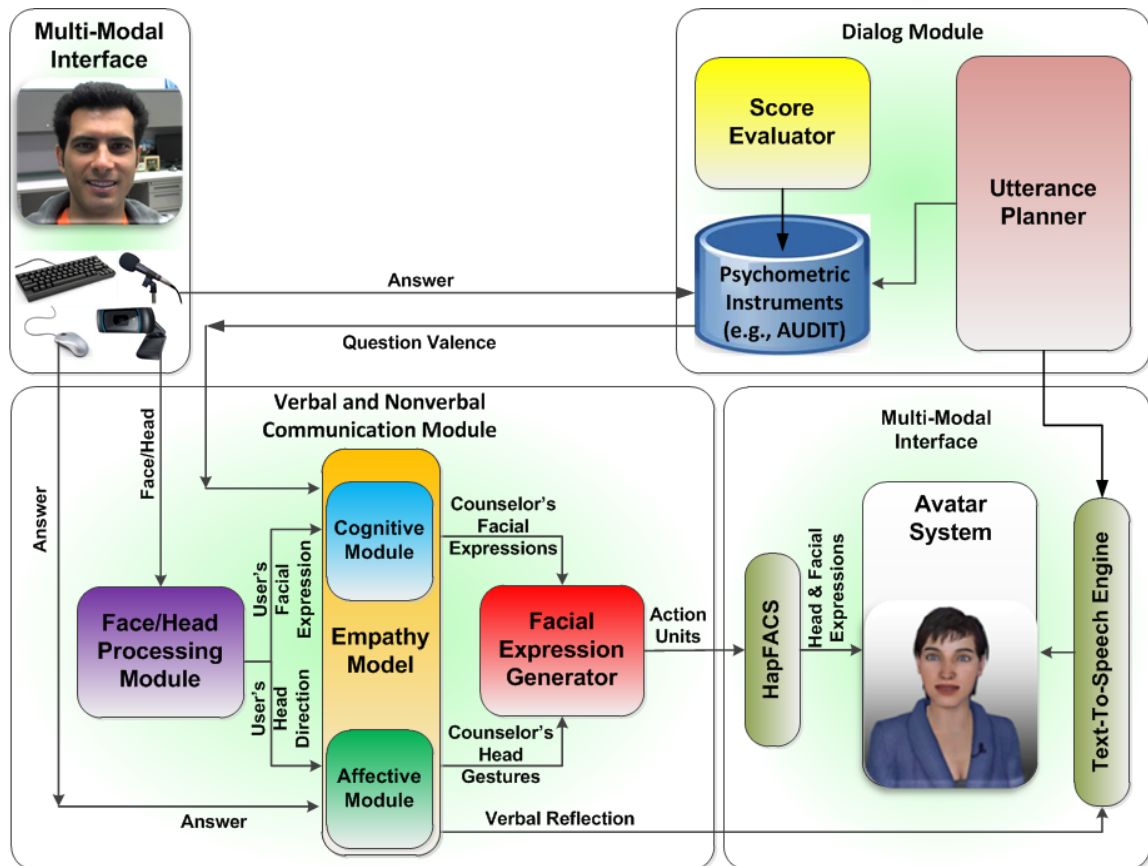 Multi-Modal
Interface
Dialog Module
Score
Evaluator
Utterance
Planner
Psychometric
Instruments
(e.g., AUDIT)
Answer
Question Valence
Face/Head
Answer
Verbal and Nonverbal
Communication Module
Cognitive
Module
Empathy
Model
Affective
Module
Face/Head
Processing
Module
User's
Facial
Expression
User's
Head
Direction
Counselor's
Facial
Expressions
Facial
Expression
Generator
Counselor's
Head
Gestures
Answer
Verbal Reflection
Action
Units
Multi-Modal
Interface
HapFACS
Head & Facial
Expressions
Avatar
System
Text-To-Speech Engine